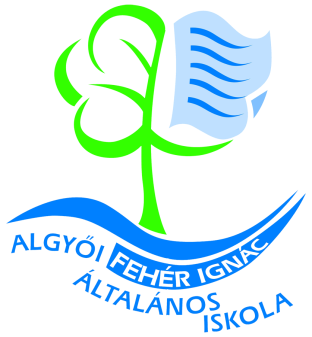 ALGYŐI FEHÉR IGNÁC
ÁLTALÁNOS
ISKOLA